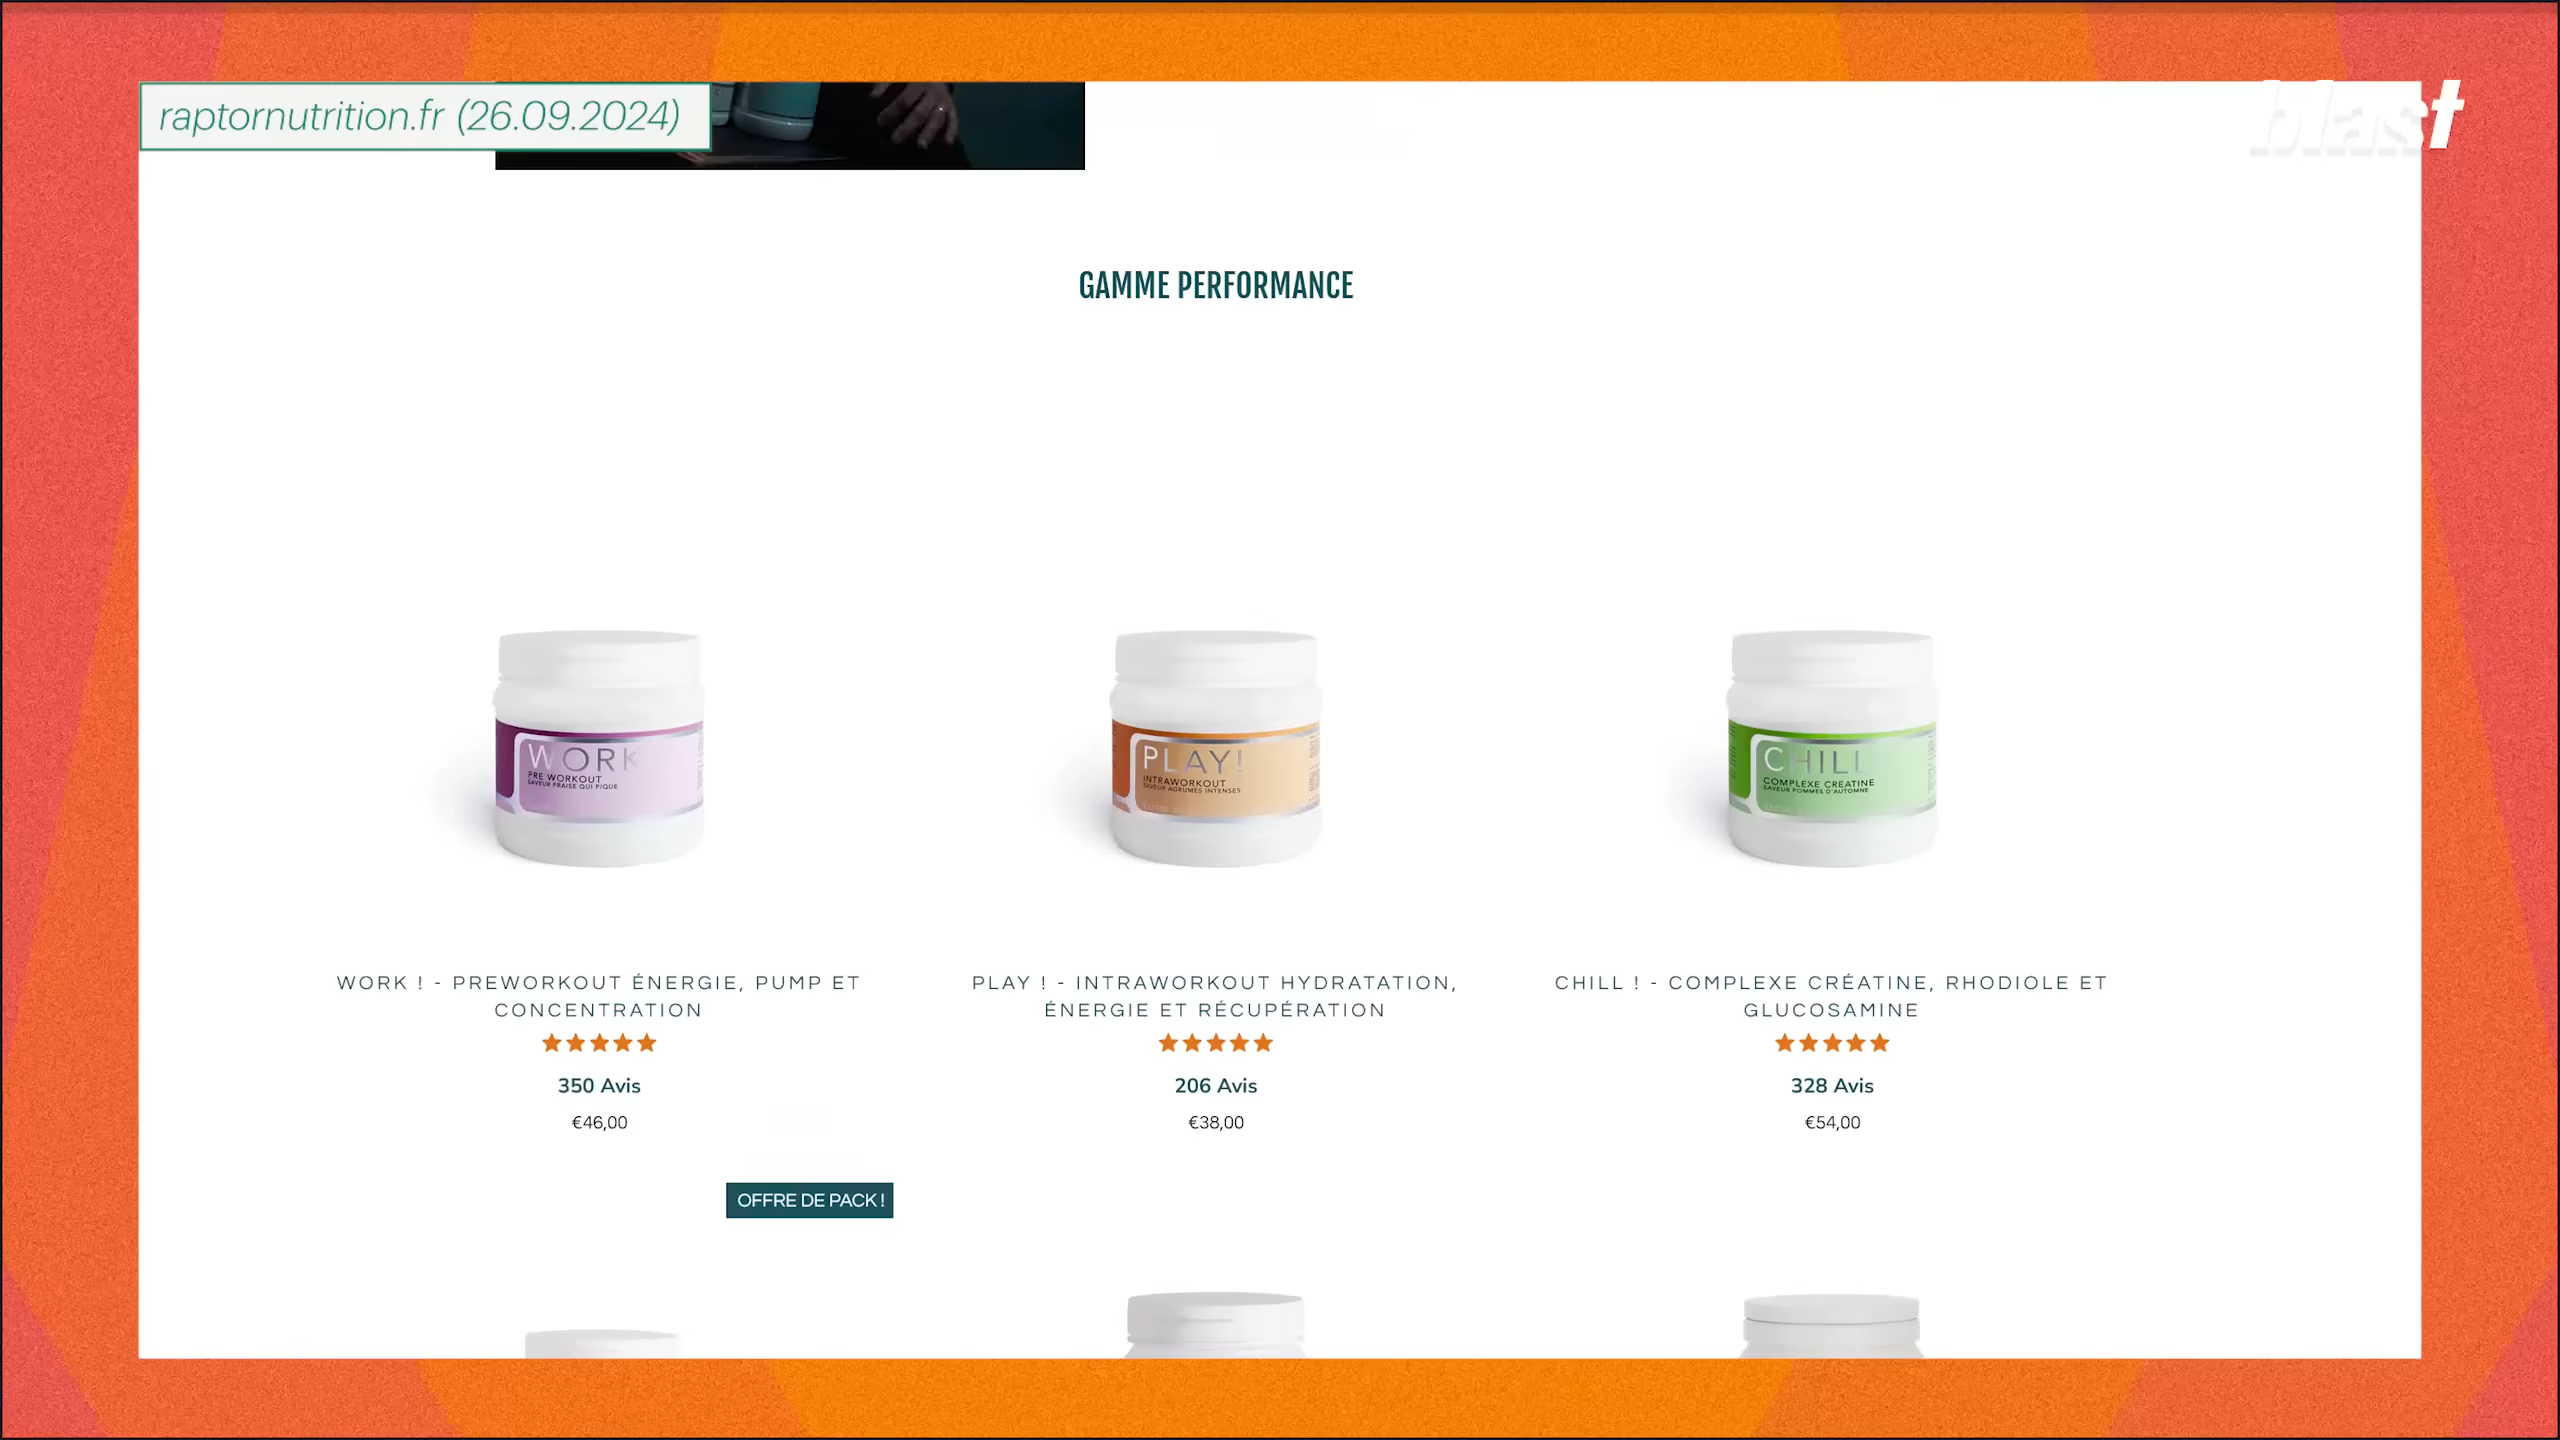 raptornutrition.fr (26.09.2024)
blast
GAMME PERFORMANCE
WORK
PRE WORKOUT
SAVEUR FRAISE QUI PIQUE
PLAY!
INTRAWORKOUT
SAVEUR AGRUMES INTENSES
CHILL
COMPLEXE CREATINE
SAVEUR POMMES D'AUTOMNE
WORK ! - PREWORKOUT ÉNERGIE, PUMP ET
CONCENTRATION
350 Avis
€46,00
PLAY ! - INTRAWORKOUT HYDRATATION,
ÉNERGIE ET RÉCUPÉRATION
206 Avis
€38,00
CHILL ! - COMPLEXE CRÉATINE, RHODIOLE ET
GLUCOSAMINE
328 Avis
€54,00
OFFRE DE PACK !